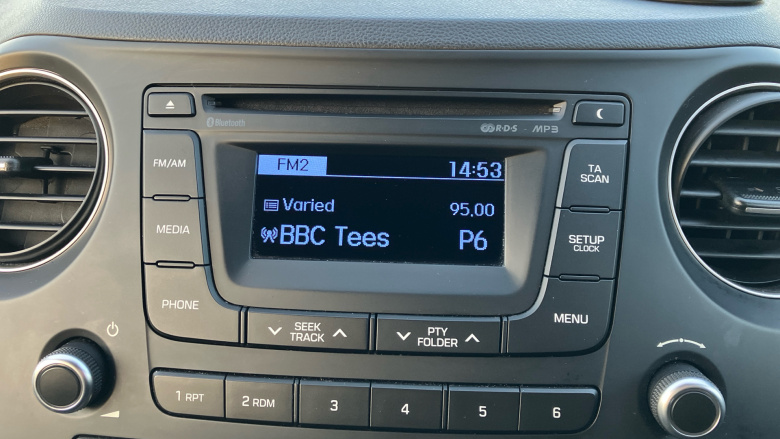 Bluetooth
R·D·S · MP3
FM/AM
FM2 14:53
TA
SCAN
Varied 95.00
MEDIA
BBC Tees P6
SETUP
CLOCK
PHONE
SEEK
TRACK
PTY
FOLDER
MENU
1 RPT
2 RDM
3
4
5
6